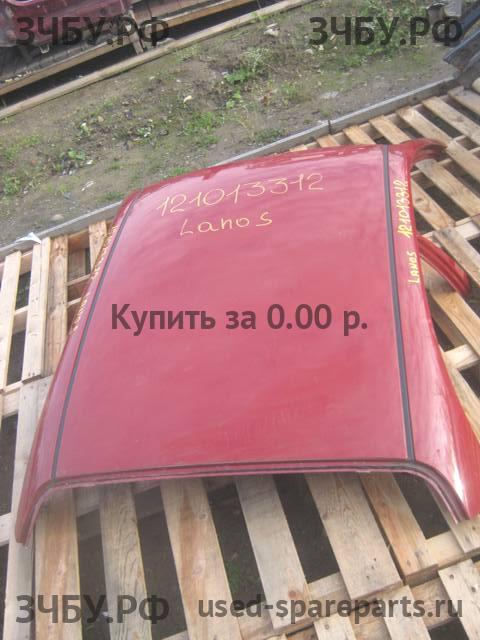 ЗЧБУ.РФ
ЗЧБУ.РФ
121013312
Lanos
Lanos 121013312
Купить за 0.00 р.
ЗЧБУ.РФ used-spareparts.ru